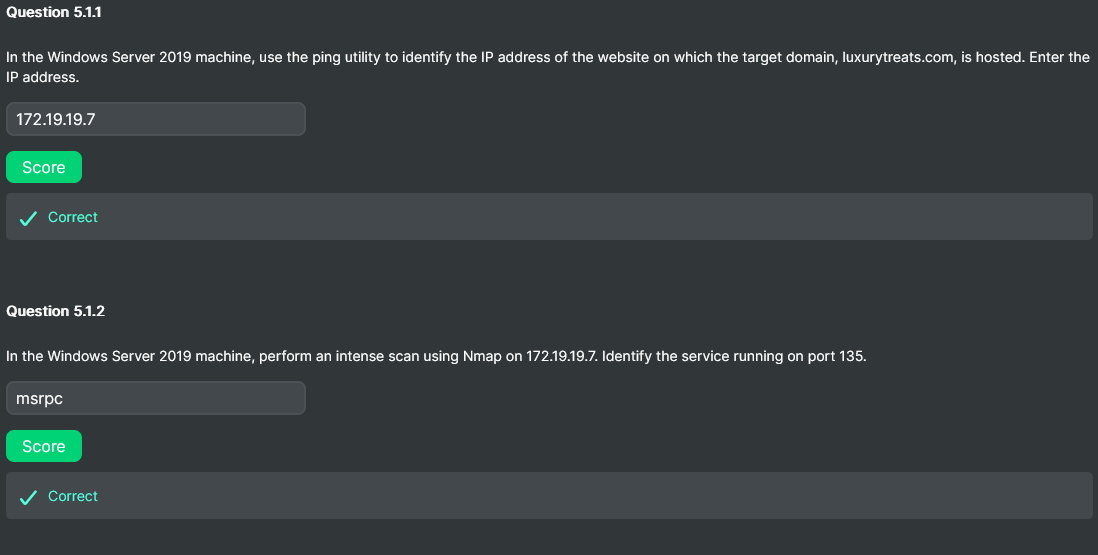 Question 5.1.1
In the Windows Server 2019 machine, use the ping utility to identify the IP address of the website on which the target domain, luxurytreats.com, is hosted. Enter the
IP address.
172.19.19.7
Score
Correct
Question 5.1.2
In the Windows Server 2019 machine, perform an intense scan using Nmap on 172.19.19.7. Identify the service running on port 135.
msrpc
Score
Correct